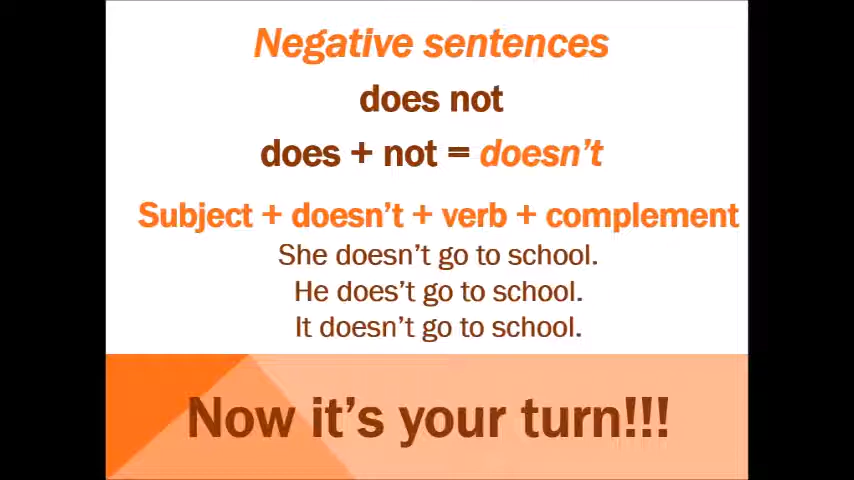 Negative sentences
does not
does + not = doesn't
Subject + doesn't + verb + complement
She doesn't go to school.
He does't go to school.
It doesn't go to school.
Now it's your turn!!!